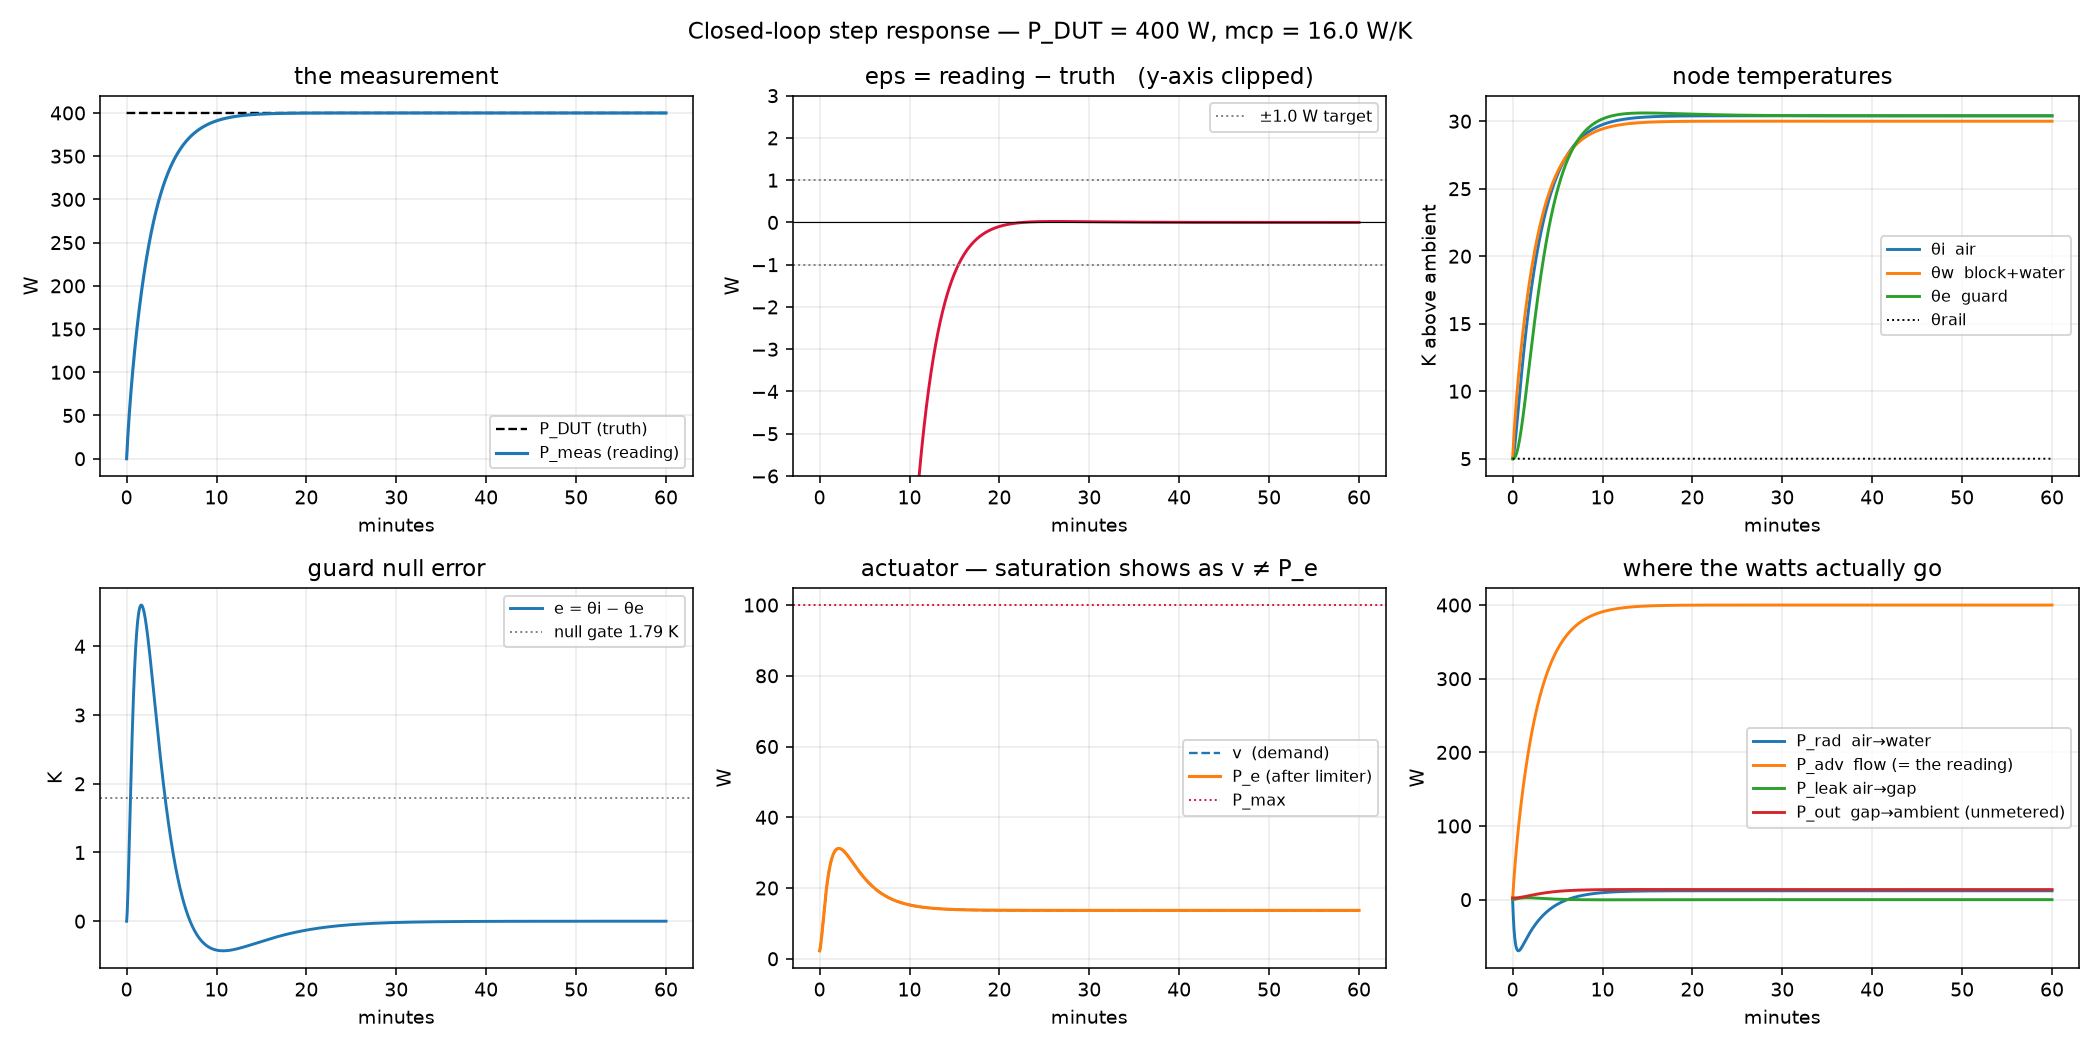 Closed-loop step response — P_DUT = 400 W, mcp = 16.0 W/K
the measurement
W
400
350
300
250
200
150
100
50
0
P_DUT (truth)
P_meas (reading)
0 10 20 30 40 50 60
minutes
eps = reading − truth   (y-axis clipped)
W
3
2
1
0
−1
−2
−3
−4
−5
−6
±1.0 W target
0 10 20 30 40 50 60
minutes
node temperatures
K above ambient
30
25
20
15
10
5
θi  air
θw  block+water
θe  guard
θrail
0 10 20 30 40 50 60
minutes
guard null error
K
4
3
2
1
0
e = θi − θe
null gate 1.79 K
0 10 20 30 40 50 60
minutes
actuator — saturation shows as v ≠ P_e
W
100
80
60
40
20
0
v  (demand)
P_e (after limiter)
P_max
0 10 20 30 40 50 60
minutes
where the watts actually go
W
400
300
200
100
0
P_rad  air→water
P_adv  flow (= the reading)
P_leak air→gap
P_out  gap→ambient (unmetered)
0 10 20 30 40 50 60
minutes